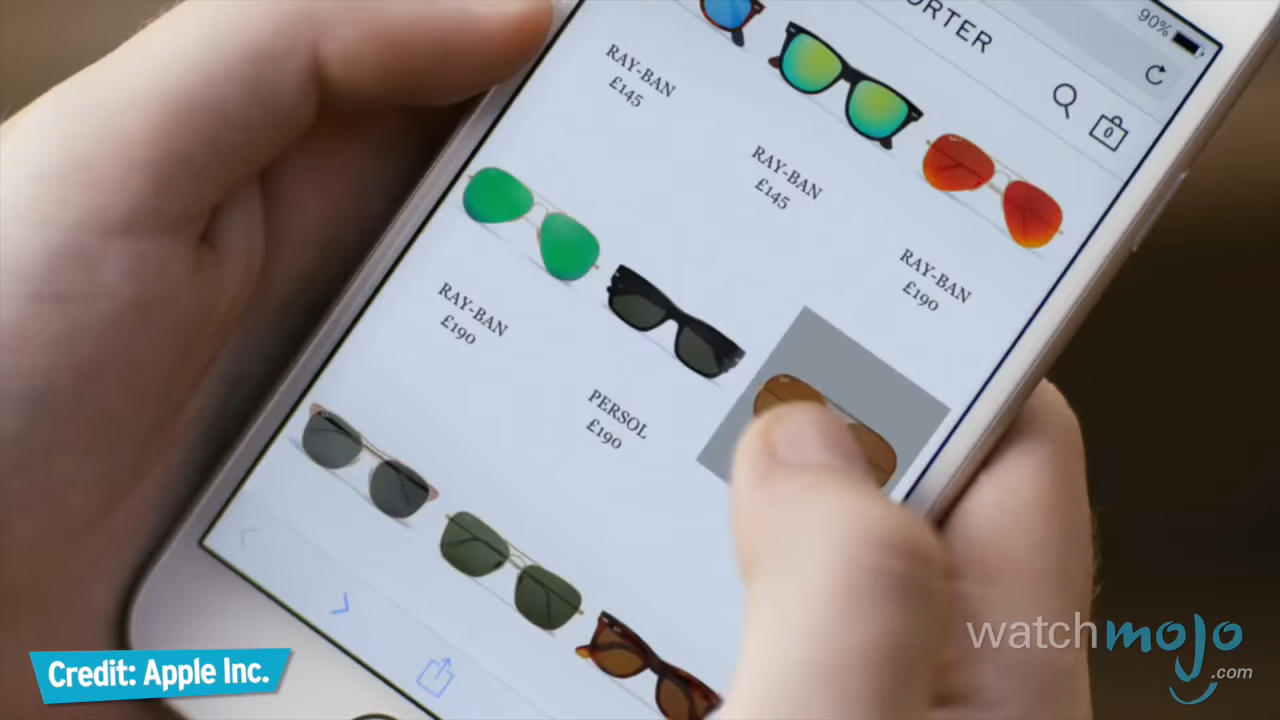 90%
ORTER
RAY-BAN
£145
0
RAY-BAN
£145
RAY-BAN
£190
RAY-BAN
£190
PERSOL
£190
Credit: Apple Inc.
watchmojo
.com